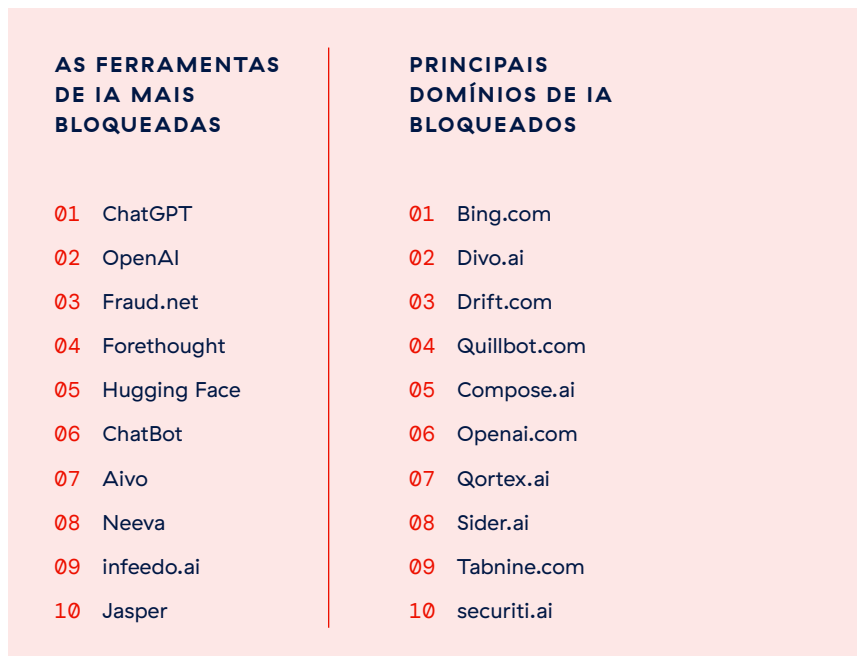 AS FERRAMENTAS
DE IA MAIS
BLOQUEADAS
01 ChatGPT
02 OpenAI
03 Fraud.net
04 Forethought
05 Hugging Face
06 ChatBot
07 Aivo
08 Neeva
09 infeedo.ai
10 Jasper
PRINCIPAIS
DOMÍNIOS DE IA
BLOQUEADOS
01 Bing.com
02 Divo.ai
03 Drift.com
04 Quillbot.com
05 Compose.ai
06 Openai.com
07 Qortex.ai
08 Sider.ai
09 Tabnine.com
10 securiti.ai